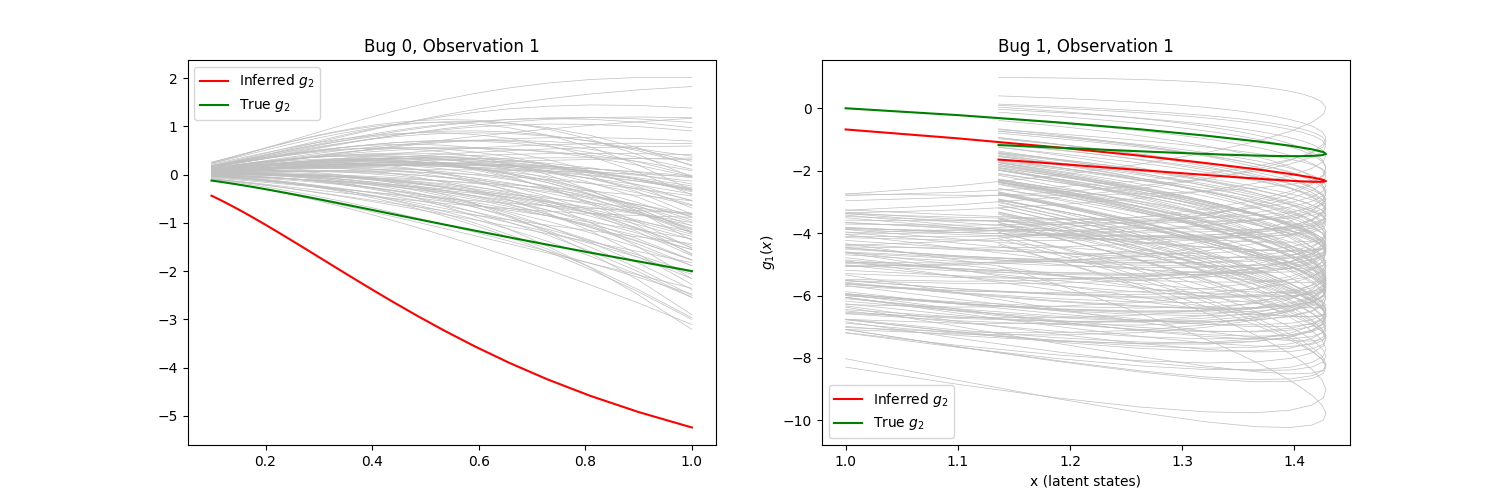 Bug 0, Observation 1
Inferred g₂
True g₂
2
1
0
−1
−2
−3
−4
−5
0.2 0.4 0.6 0.8 1.0
Bug 1, Observation 1
g₁(x)
0
−2
−4
−6
−8
−10
Inferred g₂
True g₂
1.0 1.1 1.2 1.3 1.4
x (latent states)